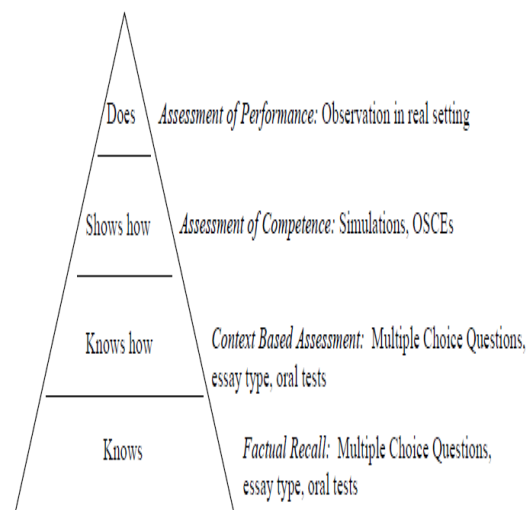 Does Assessment of Performance: Observation in real setting
Shows how Assessment of Competence: Simulations, OSCEs
Knows how Context Based Assessment: Multiple Choice Questions,
essay type, oral tests
Knows Factual Recall: Multiple Choice Questions,
essay type, oral tests